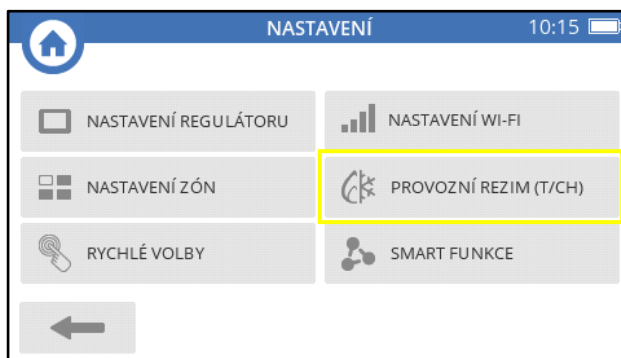 NASTAVENÍ 10:15
NASTAVENÍ REGULÁTORU
NASTAVENÍ WI-FI
NASTAVENÍ ZÓN
PROVOZNÍ REZIM (T/CH)
RYCHLÉ VOLBY
SMART FUNKCE